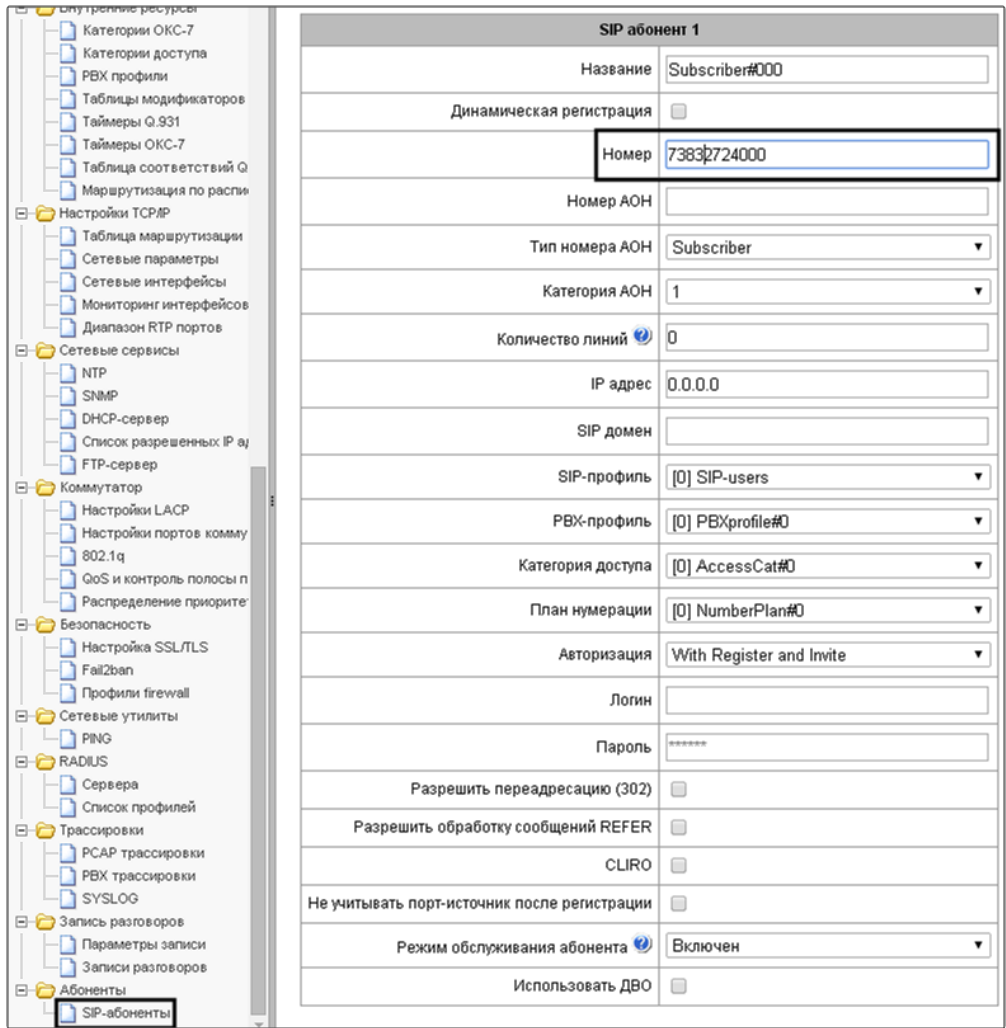 Внутренние ресурсы
Категории ОКС-7
Категории доступа
PBX профили
Таблицы модификаторов
Таймеры Q.931
Таймеры ОКС-7
Таблица соответствий Q
Маршрутизация по распи
Настройки TCP/IP
Таблица маршрутизации
Сетевые параметры
Сетевые интерфейсы
Мониторинг интерфейсов
Диапазон RTP портов
Сетевые сервисы
NTP
SNMP
DHCP-сервер
Список разрешенных IP ад
FTP-сервер
Коммутатор
Настройки LACP
Настройки портов комму
802.1q
QoS и контроль полосы п
Распределение приорите
Безопасность
Настройка SSL/TLS
Fail2ban
Профили firewall
Сетевые утилиты
PING
RADIUS
Сервера
Список профилей
Трассировки
PCAP трассировки
PBX трассировки
SYSLOG
Запись разговоров
Параметры записи
Записи разговоров
Абоненты
SIP-абоненты
SIP абонент 1
Название Subscriber#000
Динамическая регистрация
Номер 73832724000
Номер АОН
Тип номера АОН Subscriber
Категория АОН 1
Количество линий 0
IP адрес 0.0.0.0
SIP домен
SIP-профиль [0] SIP-users
PBX-профиль [0] PBXprofile#0
Категория доступа [0] AccessCat#0
План нумерации [0] NumberPlan#0
Авторизация With Register and Invite
Логин
Пароль ******
Разрешить переадресацию (302)
Разрешить обработку сообщений REFER
CLIRO
Не учитывать порт-источник после регистрации
Режим обслуживания абонента Включен
Использовать ДВО